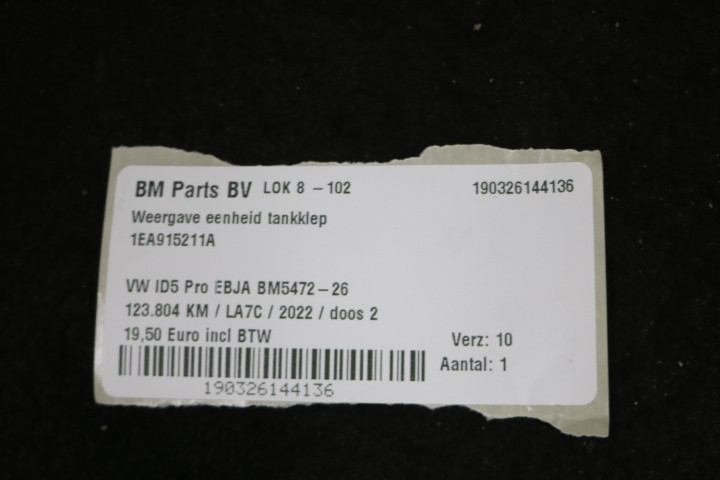 BM Parts BV LOK 8 - 102 190326144136
Weergave eenheid tankklep
1EA915211A
VW ID5 Pro EBJA BM5472-26
123.804 KM / LA7C / 2022 / doos 2
19,50 Euro incl BTW Verz: 10
Aantal: 1
190326144136